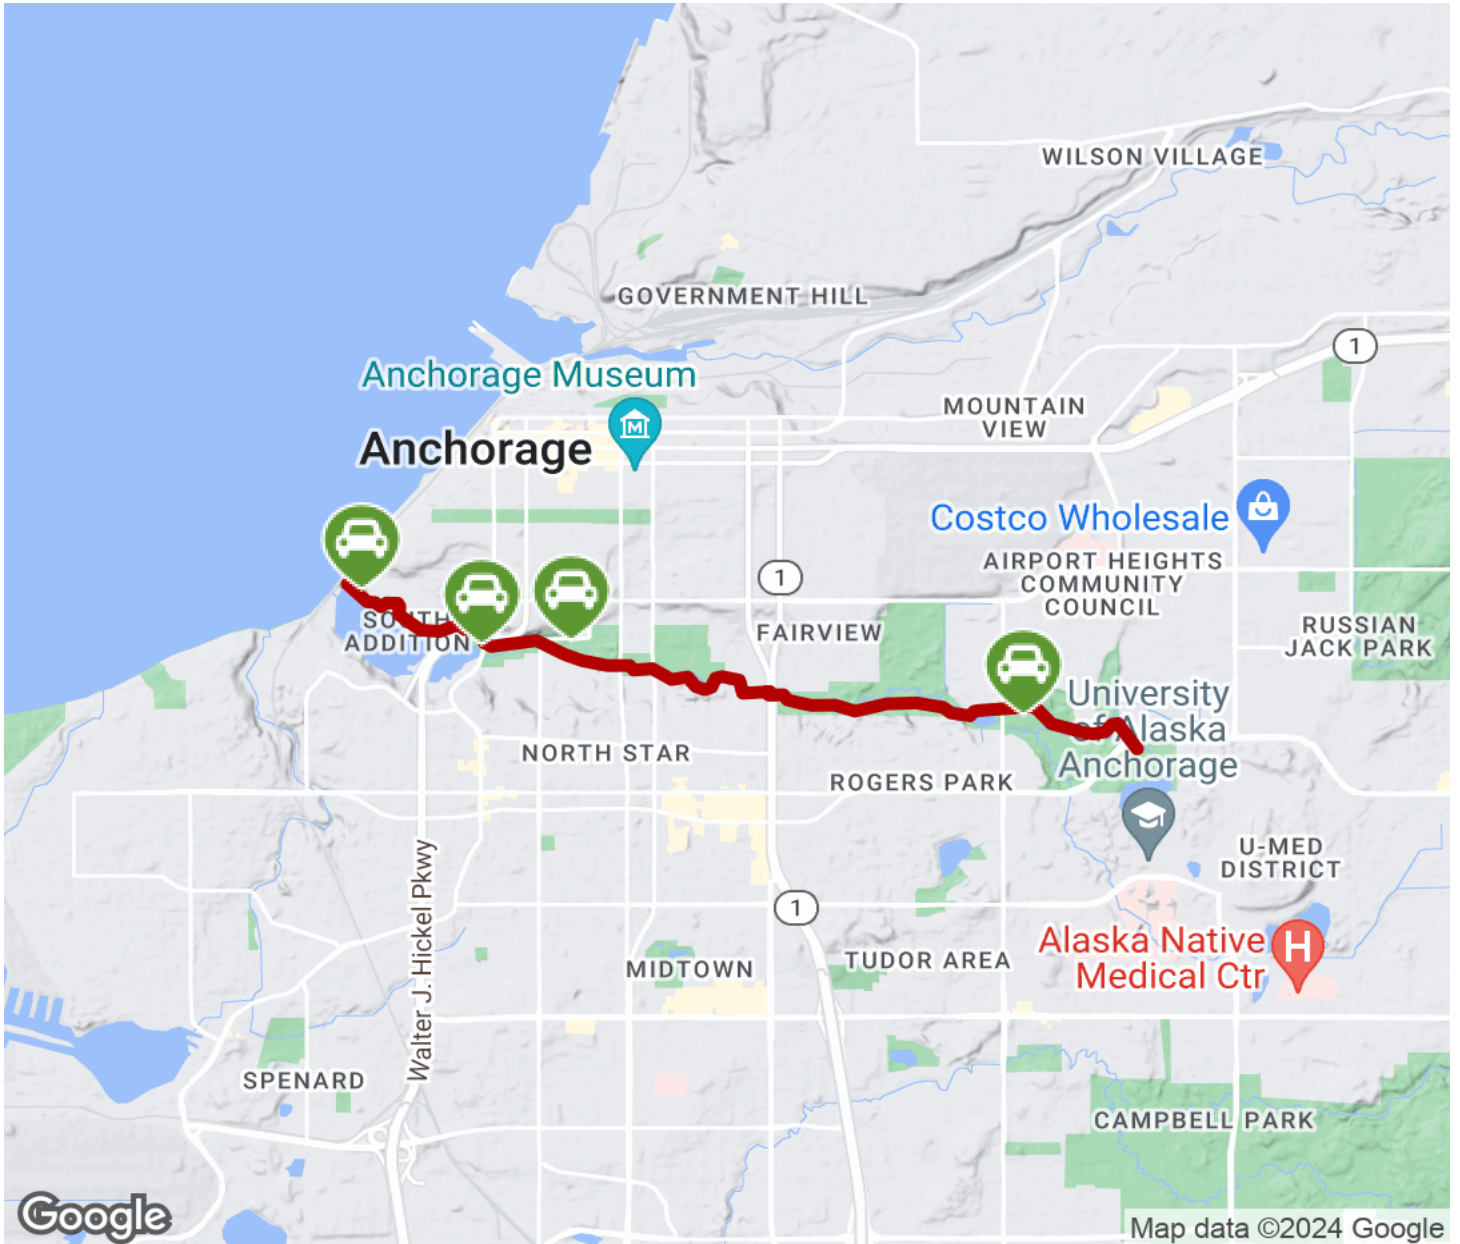 WILSON VILLAGE
GOVERNMENT HILL
1
Anchorage Museum
M
MOUNTAIN
VIEW
Anchorage
Costco Wholesale
AIRPORT HEIGHTS
COMMUNITY
COUNCIL
1
SOUTH
ADDITION
FAIRVIEW
RUSSIAN
JACK PARK
University
of Alaska
Anchorage
NORTH STAR
ROGERS PARK
U-MED
DISTRICT
Walter J. Hickel Pkwy
1
Alaska Native
Medical Ctr
H
MIDTOWN
TUDOR AREA
SPENARD
CAMPBELL PARK
Google
Map data ©2024 Google